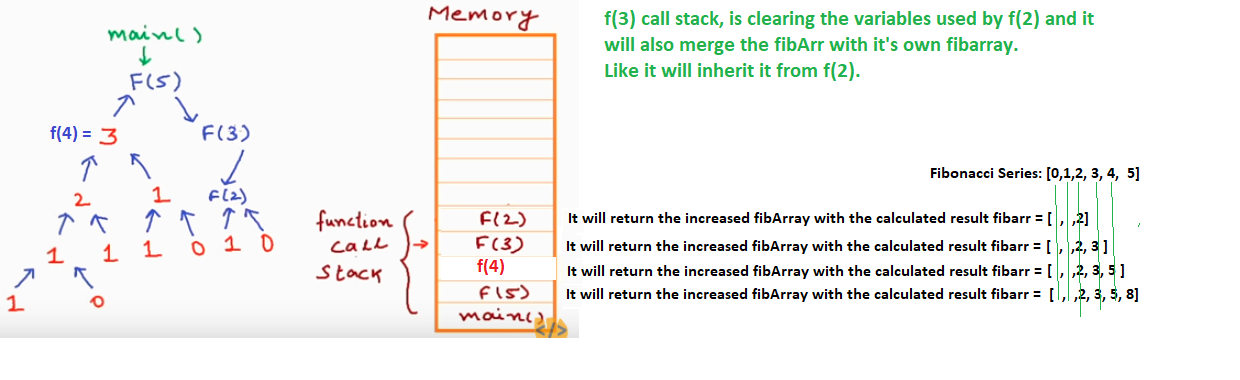 Memory
main()
F(5)
f(4) = 3
F(3)
2
1
F(2)
1
1
1
0
1
0
1
0
function
call
stack
F(2)
F(3)
f(4)
F(5)
main()
</>
f(3) call stack, is clearing the variables used by f(2) and it
will also merge the fibArr with it's own fibarray.
Like it will inherit it from f(2).
Fibonacci Series: [0,1,2, 3, 4, 5]
It will return the increased fibArray with the calculated result fibarr = [ , ,2]
It will return the increased fibArray with the calculated result fibarr = [ , ,2, 3 ]
It will return the increased fibArray with the calculated result fibarr = [ , ,2, 3, 5 ]
It will return the increased fibArray with the calculated result fibarr = [ , ,2, 3, 5, 8]